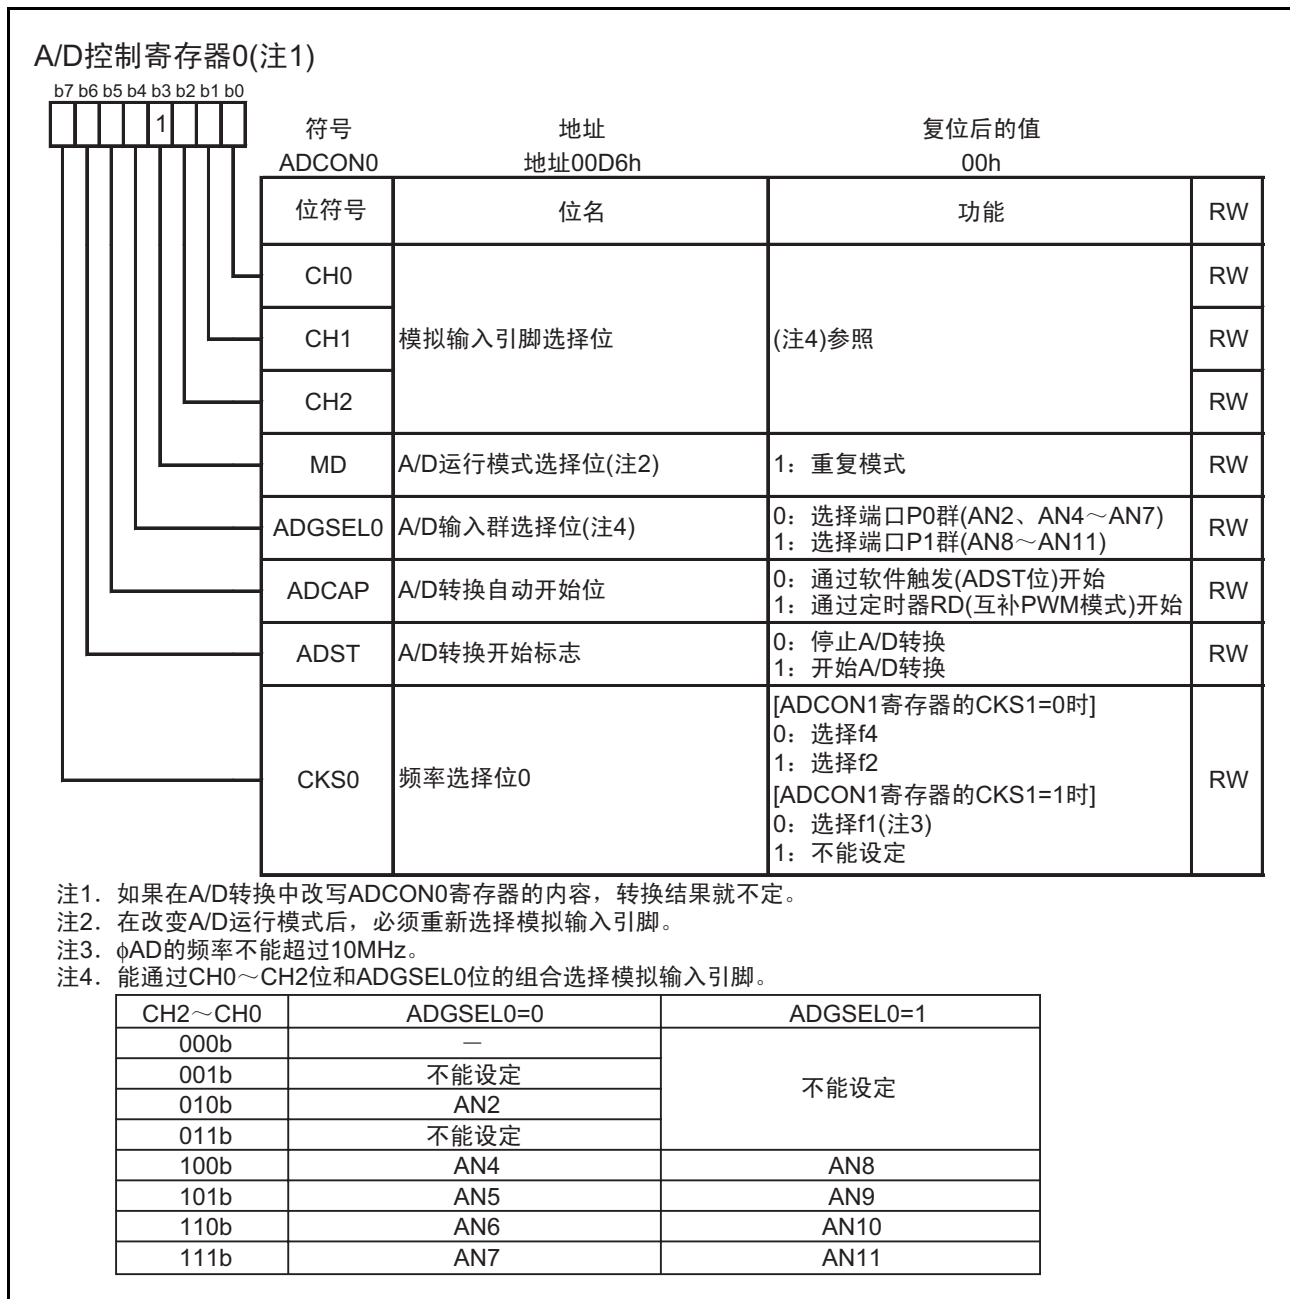 A/D控制寄存器0(注1)
b7 b6 b5 b4 b3 b2 b1 b0
1
符号 地址 复位后的值
ADCON0 地址00D6h 00h
位符号 位名 功能 RW
CH0 RW
CH1 模拟输入引脚选择位 (注4)参照 RW
CH2 RW
MD A/D运行模式选择位(注2) 1：重复模式 RW
ADGSEL0 A/D输入群选择位(注4) 0：选择端口P0群(AN2、AN4～AN7) RW
1：选择端口P1群(AN8～AN11)
ADCAP A/D转换自动开始位 0：通过软件触发(ADST位)开始 RW
1：通过定时器RD(互补PWM模式)开始
ADST A/D转换开始标志 0：停止A/D转换 RW
1：开始A/D转换
[ADCON1寄存器的CKS1=0时]
0：选择f4
1：选择f2
CKS0 频率选择位0 [ADCON1寄存器的CKS1=1时] RW
0：选择f1(注3)
1：不能设定
注1．如果在A/D转换中改写ADCON0寄存器的内容，转换结果就不定。
注2．在改变A/D运行模式后，必须重新选择模拟输入引脚。
注3．ϕAD的频率不能超过10MHz。
注4．能通过CH0～CH2位和ADGSEL0位的组合选择模拟输入引脚。
CH2～CH0 ADGSEL0=0 ADGSEL0=1
000b —
001b 不能设定 不能设定
010b AN2
011b 不能设定
100b AN4 AN8
101b AN5 AN9
110b AN6 AN10
111b AN7 AN11